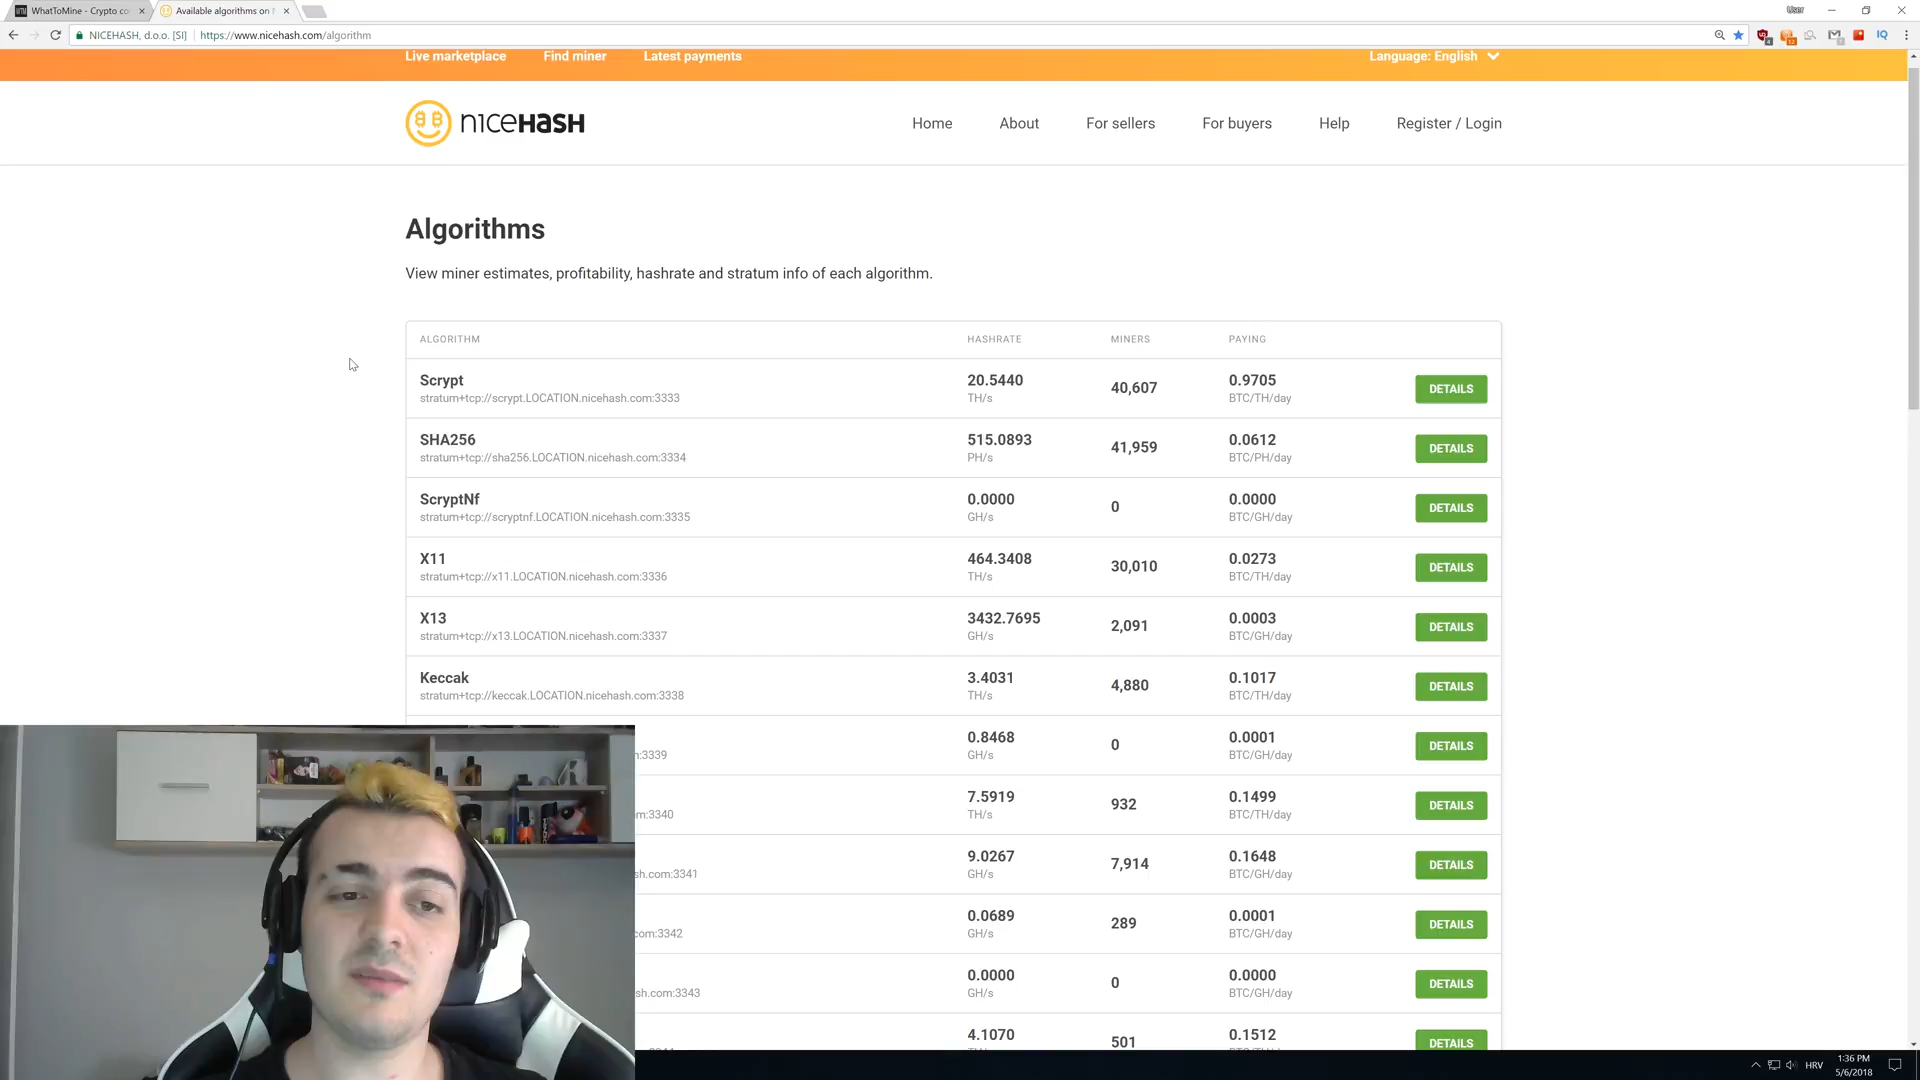 WhatToMine - Crypto co
Available algorithms on
User
NICEHASH, d.o.o. [SI]
https://www.nicehash.com/algorithm
Live marketplace
Find miner
Latest payments
Language: English
niceHASH
Home
About
For sellers
For buyers
Help
Register / Login
Algorithms
View miner estimates, profitability, hashrate and stratum info of each algorithm.
ALGORITHM HASHRATE MINERS PAYING
Scrypt 20.5440 40,607 0.9705 DETAILS
stratum+tcp://scrypt.LOCATION.nicehash.com:3333 TH/s BTC/TH/day
SHA256 515.0893 41,959 0.0612 DETAILS
stratum+tcp://sha256.LOCATION.nicehash.com:3334 PH/s BTC/PH/day
ScryptNf 0.0000 0 0.0000 DETAILS
stratum+tcp://scryptnf.LOCATION.nicehash.com:3335 GH/s BTC/GH/day
X11 464.3408 30,010 0.0273 DETAILS
stratum+tcp://x11.LOCATION.nicehash.com:3336 TH/s BTC/TH/day
X13 3432.7695 2,091 0.0003 DETAILS
stratum+tcp://x13.LOCATION.nicehash.com:3337 GH/s BTC/GH/day
Keccak 3.4031 4,880 0.1017 DETAILS
stratum+tcp://keccak.LOCATION.nicehash.com:3338 TH/s BTC/TH/day
0.8468 0 0.0001 DETAILS
:3339 GH/s BTC/GH/day
7.5919 932 0.1499 DETAILS
m:3340 TH/s BTC/TH/day
9.0267 7,914 0.1648 DETAILS
sh.com:3341 GH/s BTC/GH/day
0.0689 289 0.0001 DETAILS
com:3342 GH/s BTC/GH/day
0.0000 0 0.0000 DETAILS
sh.com:3343 GH/s BTC/GH/day
4.1070 501 0.1512 DETAILS
HRV
1:36 PM
5/6/2018